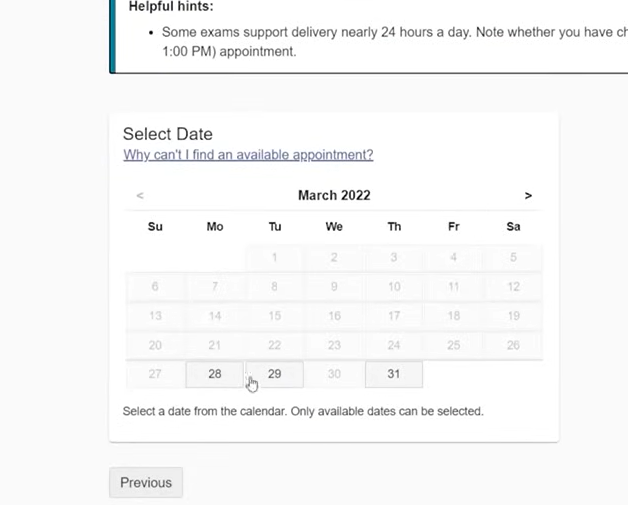 Helpful hints:
• Some exams support delivery nearly 24 hours a day. Note whether you have
1:00 PM) appointment.
Select Date
Why can't I find an available appointment?
< March 2022 >
Su Mo Tu We Th Fr Sa
1 2 3 4 5
6 7 8 9 10 11 12
13 14 15 16 17 18 19
20 21 22 23 24 25 26
27 28 29 30 31
Select a date from the calendar. Only available dates can be selected.
Previous